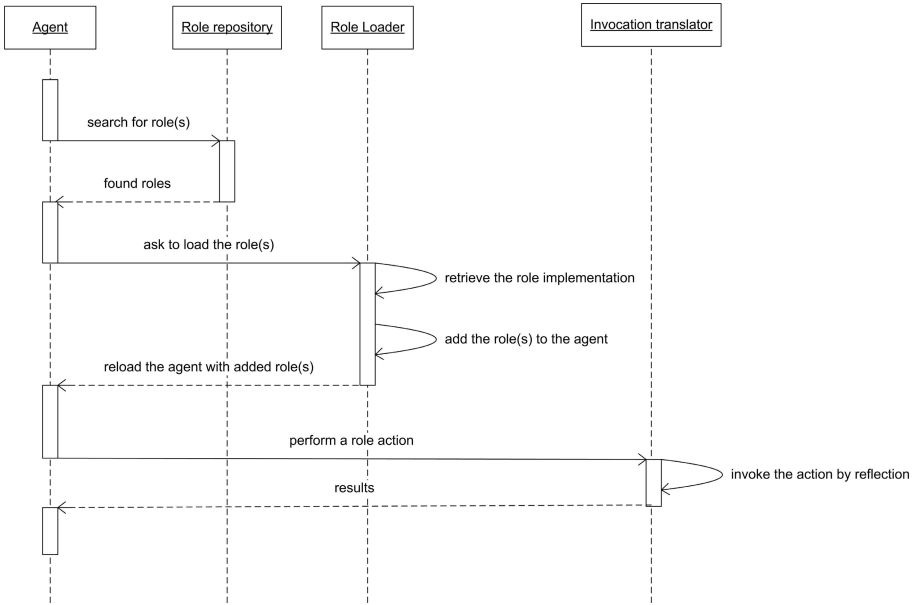 Agent
Role repository
Role Loader
Invocation translator
search for role(s)
found roles
ask to load the role(s)
retrieve the role implementation
add the role(s) to the agent
reload the agent with added role(s)
perform a role action
invoke the action by reflection
results